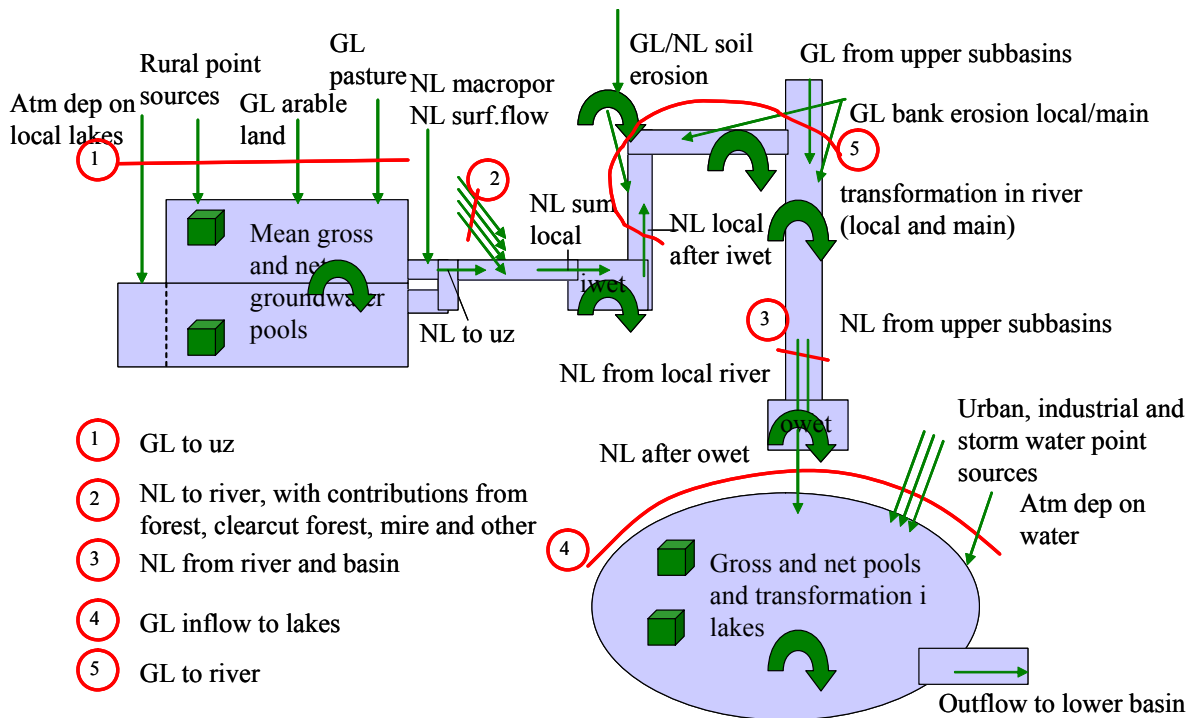 GL
pasture
GL/NL soil
erosion
GL from upper subbasins
Rural point
sources
NL macropor
NL surf.flow
Atm dep on
local lakes
GL arable
land
GL bank erosion local/main
1
5
2
transformation in river
(local and main)
Mean gross
and net
groundwater
pools
NL sum
local
NL local
after iwet
iwet
NL to uz
3
NL from upper subbasins
NL from local river
Urban, industrial and
storm water point
sources
owet
NL after owet
Atm dep on
water
1
GL to uz
2
NL to river, with contributions from
forest, clearcut forest, mire and other
3
NL from river and basin
4
GL inflow to lakes
5
GL to river
4
Gross and net pools
and transformation i
lakes
Outflow to lower basin